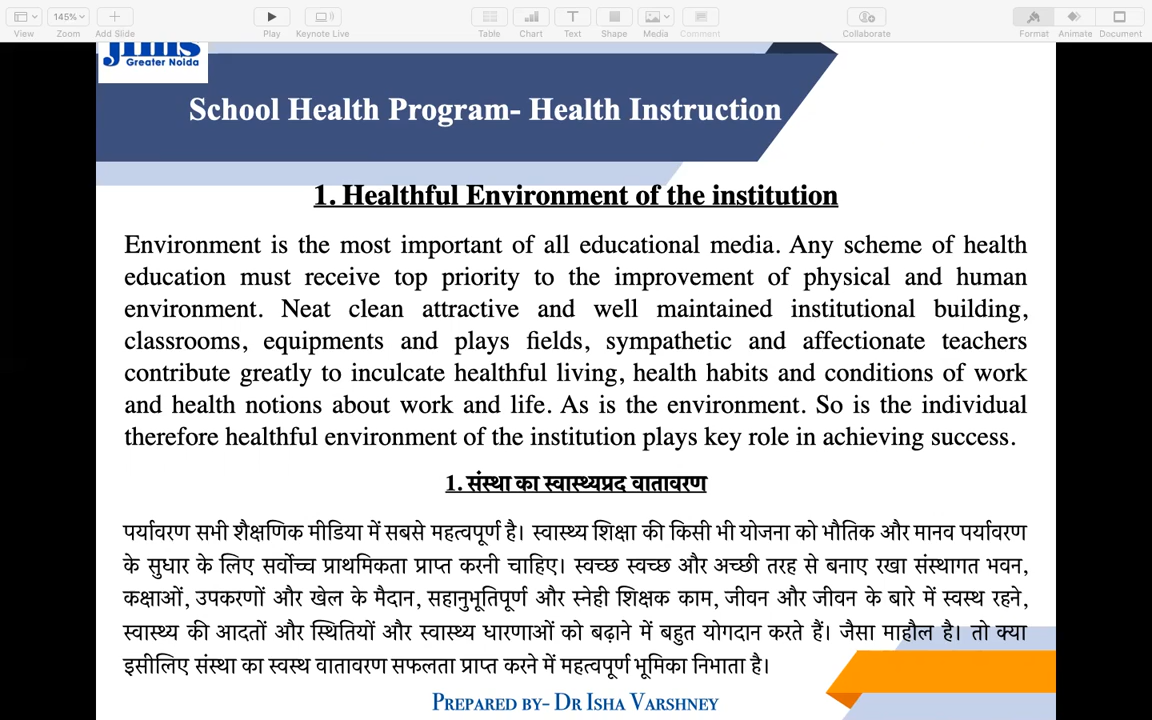 145%
View
Zoom
Add Slide
Play
Keynote Live
Table
Chart
Text
Shape
Media
Comment
Collaborate
Format
Animate
Document
jims
Greater Noida
School Health Program- Health Instruction
1. Healthful Environment of the institution
Environment is the most important of all educational media. Any scheme of health
education must receive top priority to the improvement of physical and human
environment. Neat clean attractive and well maintained institutional building,
classrooms, equipments and plays fields, sympathetic and affectionate teachers
contribute greatly to inculcate healthful living, health habits and conditions of work
and health notions about work and life. As is the environment. So is the individual
therefore healthful environment of the institution plays key role in achieving success.
1. संस्था का स्वास्थ्यप्रद वातावरण
पर्यावरण सभी शैक्षणिक मीडिया में सबसे महत्वपूर्ण है। स्वास्थ्य शिक्षा की किसी भी योजना को भौतिक और मानव पर्यावरण
के सुधार के लिए सर्वोच्च प्राथमिकता प्राप्त करनी चाहिए। स्वच्छ स्वच्छ और अच्छी तरह से बनाए रखा संस्थागत भवन,
कक्षाओं, उपकरणों और खेल के मैदान, सहानुभूतिपूर्ण और स्नेही शिक्षक काम, जीवन और जीवन के बारे में स्वस्थ रहने,
स्वास्थ्य की आदतों और स्थितियों और स्वास्थ्य धारणाओं को बढ़ाने में बहुत योगदान करते हैं। जैसा माहौल है। तो क्या
इसीलिए संस्था का स्वस्थ वातावरण सफलता प्राप्त करने में महत्वपूर्ण भूमिका निभाता है।
PREPARED BY- DR ISHA VARSHNEY